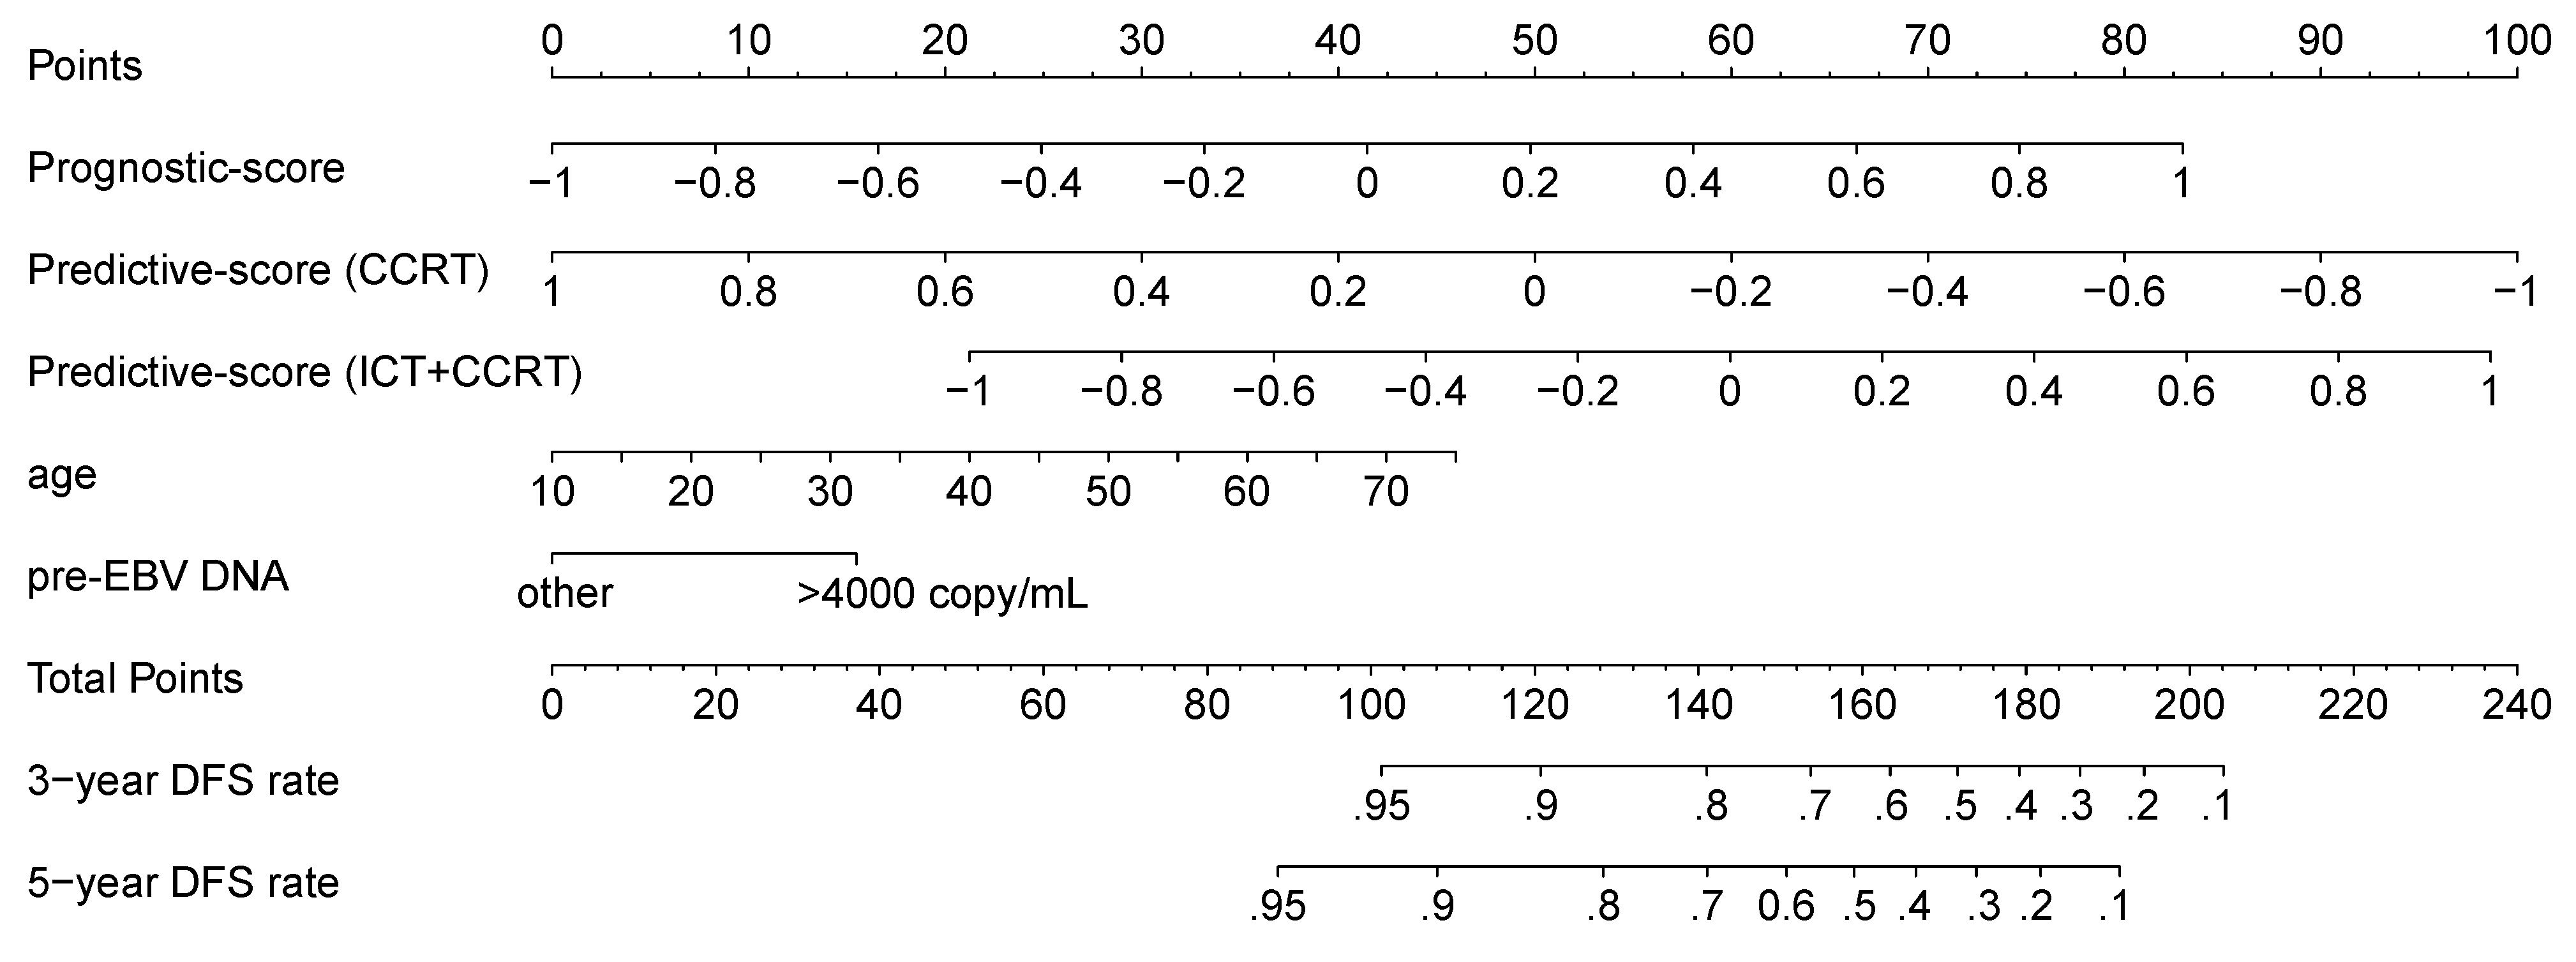 0 10 20 30 40 50 60 70 80 90 100
Points
Prognostic-score
−1 −0.8 −0.6 −0.4 −0.2 0 0.2 0.4 0.6 0.8 1
Predictive-score (CCRT)
1 0.8 0.6 0.4 0.2 0 −0.2 −0.4 −0.6 −0.8 −1
Predictive-score (ICT+CCRT)
−1 −0.8 −0.6 −0.4 −0.2 0 0.2 0.4 0.6 0.8 1
age
10 20 30 40 50 60 70
pre-EBV DNA
other >4000 copy/mL
Total Points
0 20 40 60 80 100 120 140 160 180 200 220 240
3−year DFS rate
.95 .9 .8 .7 .6 .5 .4 .3 .2 .1
5−year DFS rate
.95 .9 .8 .7 0.6 .5 .4 .3 .2 .1